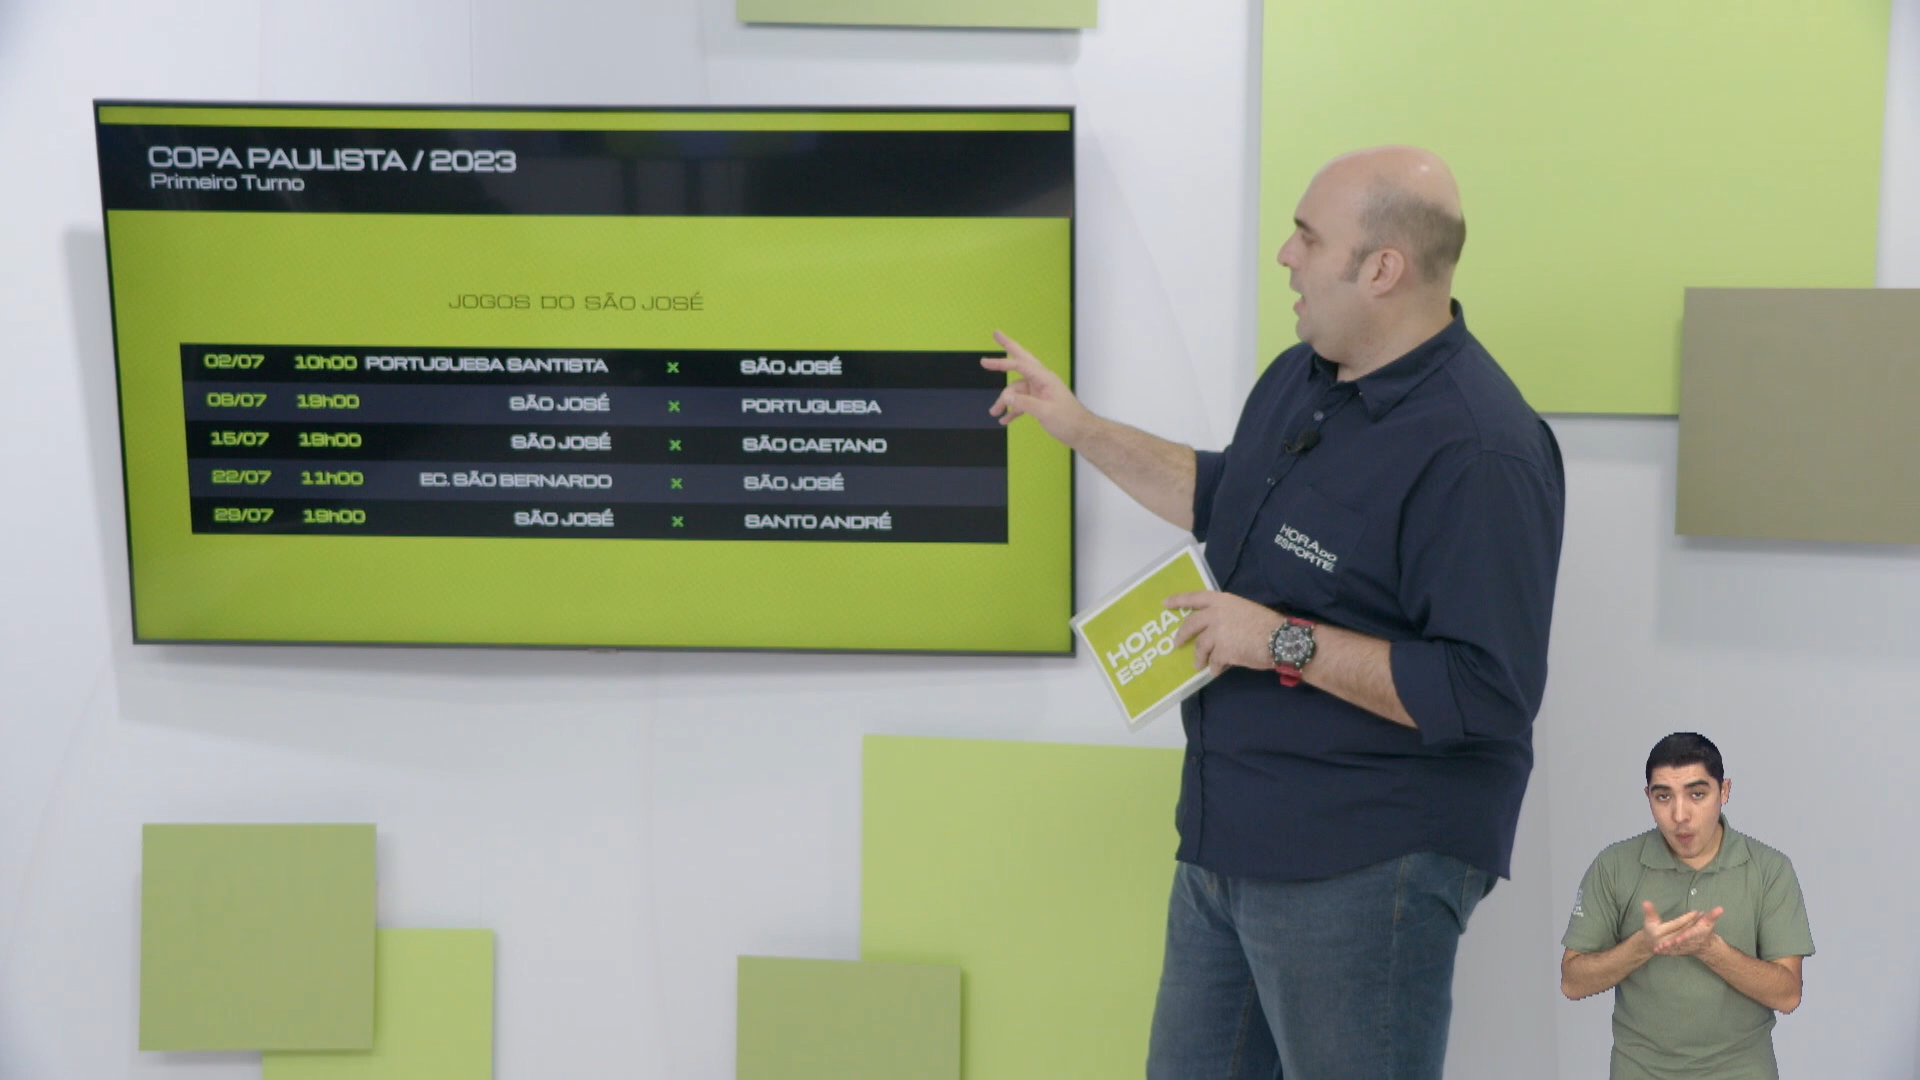 COPA PAULISTA / 2023
Primeiro Turno
JOGOS DO SÃO JOSÉ
02/07 10h00 PORTUGUESA SANTISTA x SÃO JOSÉ
08/07 19h00 SÃO JOSÉ x PORTUGUESA
15/07 19h00 SÃO JOSÉ x SÃO CAETANO
22/07 11h00 EC. SÃO BERNARDO x SÃO JOSÉ
29/07 19h00 SÃO JOSÉ x SANTO ANDRÉ
HORA DO
ESPORTE
HORA
ESPO